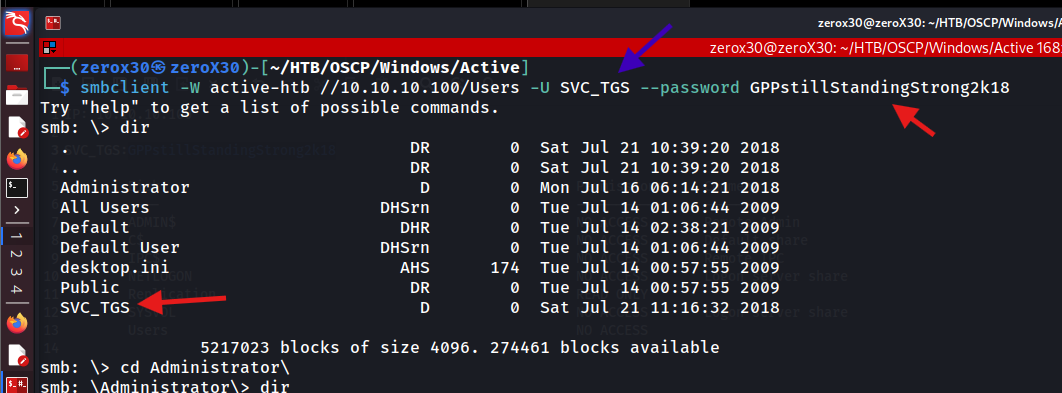 zerox30@zeroX30: ~/HTB/OSCP/Windows/A
zerox30@zeroX30: ~/HTB/OSCP/Windows/Active 168
(zerox30㉿zeroX30)-[~/HTB/OSCP/Windows/Active]
$ smbclient -W active-htb //10.10.10.100/Users -U SVC_TGS --password GPPstillStandingStrong2k18
Try "help" to get a list of possible commands.
smb: \> dir
. DR 0 Sat Jul 21 10:39:20 2018
.. DR 0 Sat Jul 21 10:39:20 2018
Administrator D 0 Mon Jul 16 06:14:21 2018
All Users DHSrn 0 Tue Jul 14 01:06:44 2009
Default DHR 0 Tue Jul 14 02:38:21 2009
Default User DHSrn 0 Tue Jul 14 01:06:44 2009
desktop.ini AHS 174 Tue Jul 14 00:57:55 2009
Public DR 0 Tue Jul 14 00:57:55 2009
SVC_TGS D 0 Sat Jul 21 11:16:32 2018
5217023 blocks of size 4096. 274461 blocks available
smb: \> cd Administrator\
smb: \Administrator\> dir
1
2
3
4